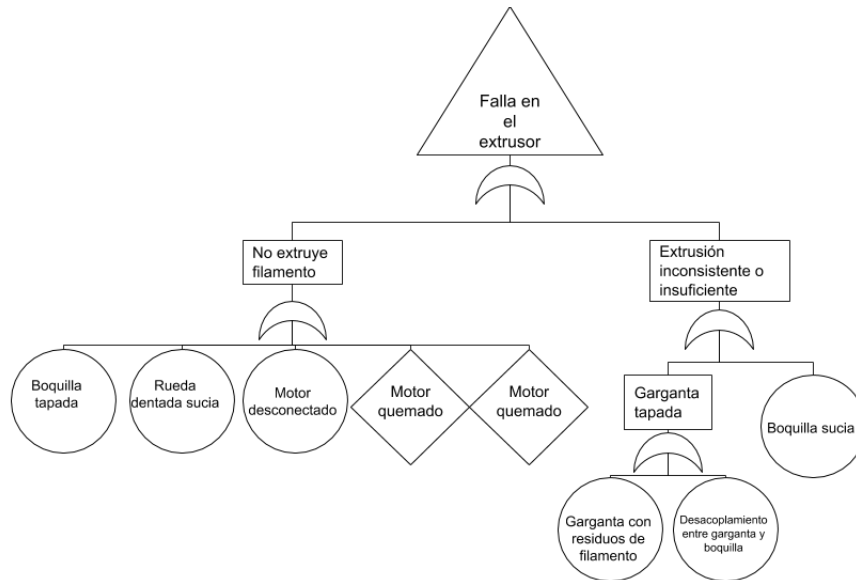 Falla en
el
extrusor
No extruye
filamento
Extrusión
inconsistente o
insuficiente
Boquilla
tapada
Rueda
dentada sucia
Motor
desconectado
Motor
quemado
Motor
quemado
Garganta
tapada
Boquilla sucia
Garganta con
residuos de
filamento
Desacoplamiento
entre garganta y
boquilla